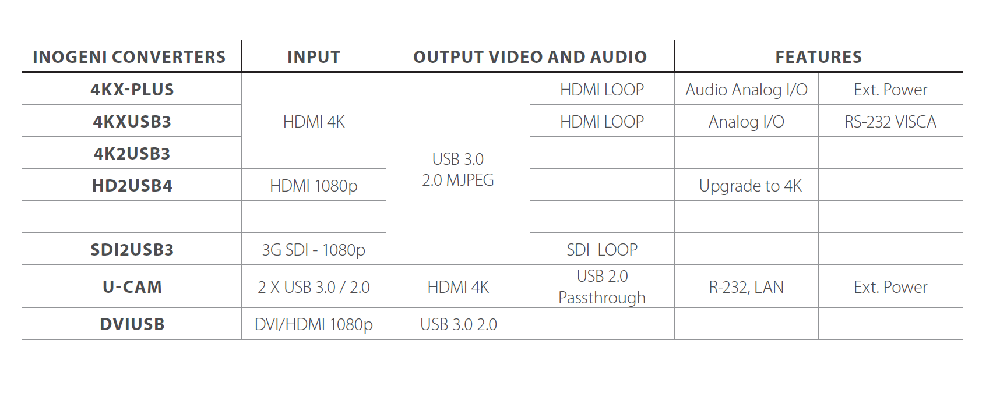 INOGENI CONVERTERS INPUT OUTPUT VIDEO AND AUDIO FEATURES
4KX-PLUS HDMI LOOP Audio Analog I/O Ext. Power
4KXUSB3 HDMI 4K HDMI LOOP Analog I/O RS-232 VISCA
4K2USB3
USB 3.0
2.0 MJPEG
HD2USB4 HDMI 1080p Upgrade to 4K
SDI2USB3 3G SDI - 1080p SDI LOOP
U-CAM 2 X USB 3.0 / 2.0 HDMI 4K USB 2.0
Passthrough R-232, LAN Ext. Power
DVIUSB DVI/HDMI 1080p USB 3.0 2.0